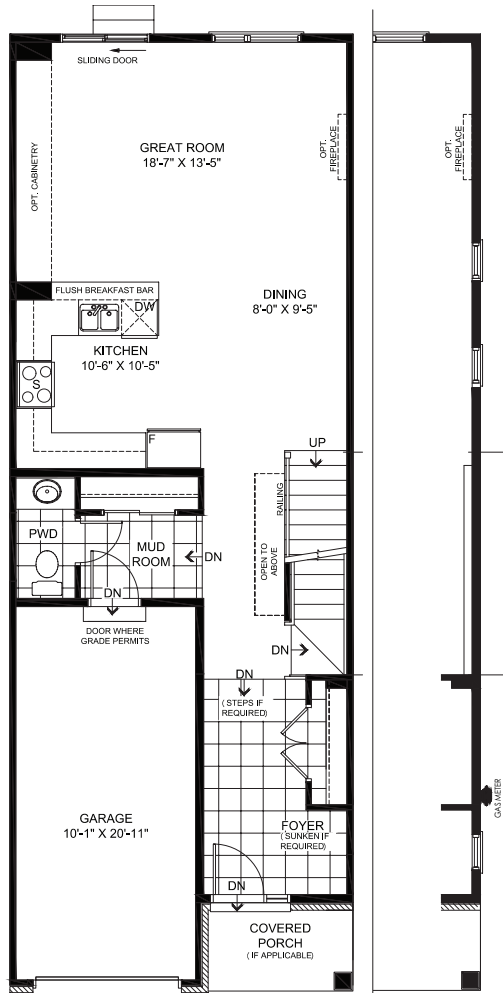 SLIDING DOOR
GREAT ROOM
18'-7" X 13'-5"
OPT. CABINETRY
OPT.
FIREPLACE
OPT.
FIREPLACE
FLUSH BREAKFAST BAR
DW
DINING
8'-0" X 9'-5"
KITCHEN
10'-6" X 10'-5"
S
F
UP
RAILING
OPEN TO
ABOVE
PWD
MUD
ROOM
DN
DN
DOOR WHERE
GRADE PERMITS
DN
DN
( STEPS IF
REQUIRED)
GAS METER
GARAGE
10'-1" X 20'-11"
FOYER
( SUNKEN IF
REQUIRED)
DN
COVERED
PORCH
( IF APPLICABLE)